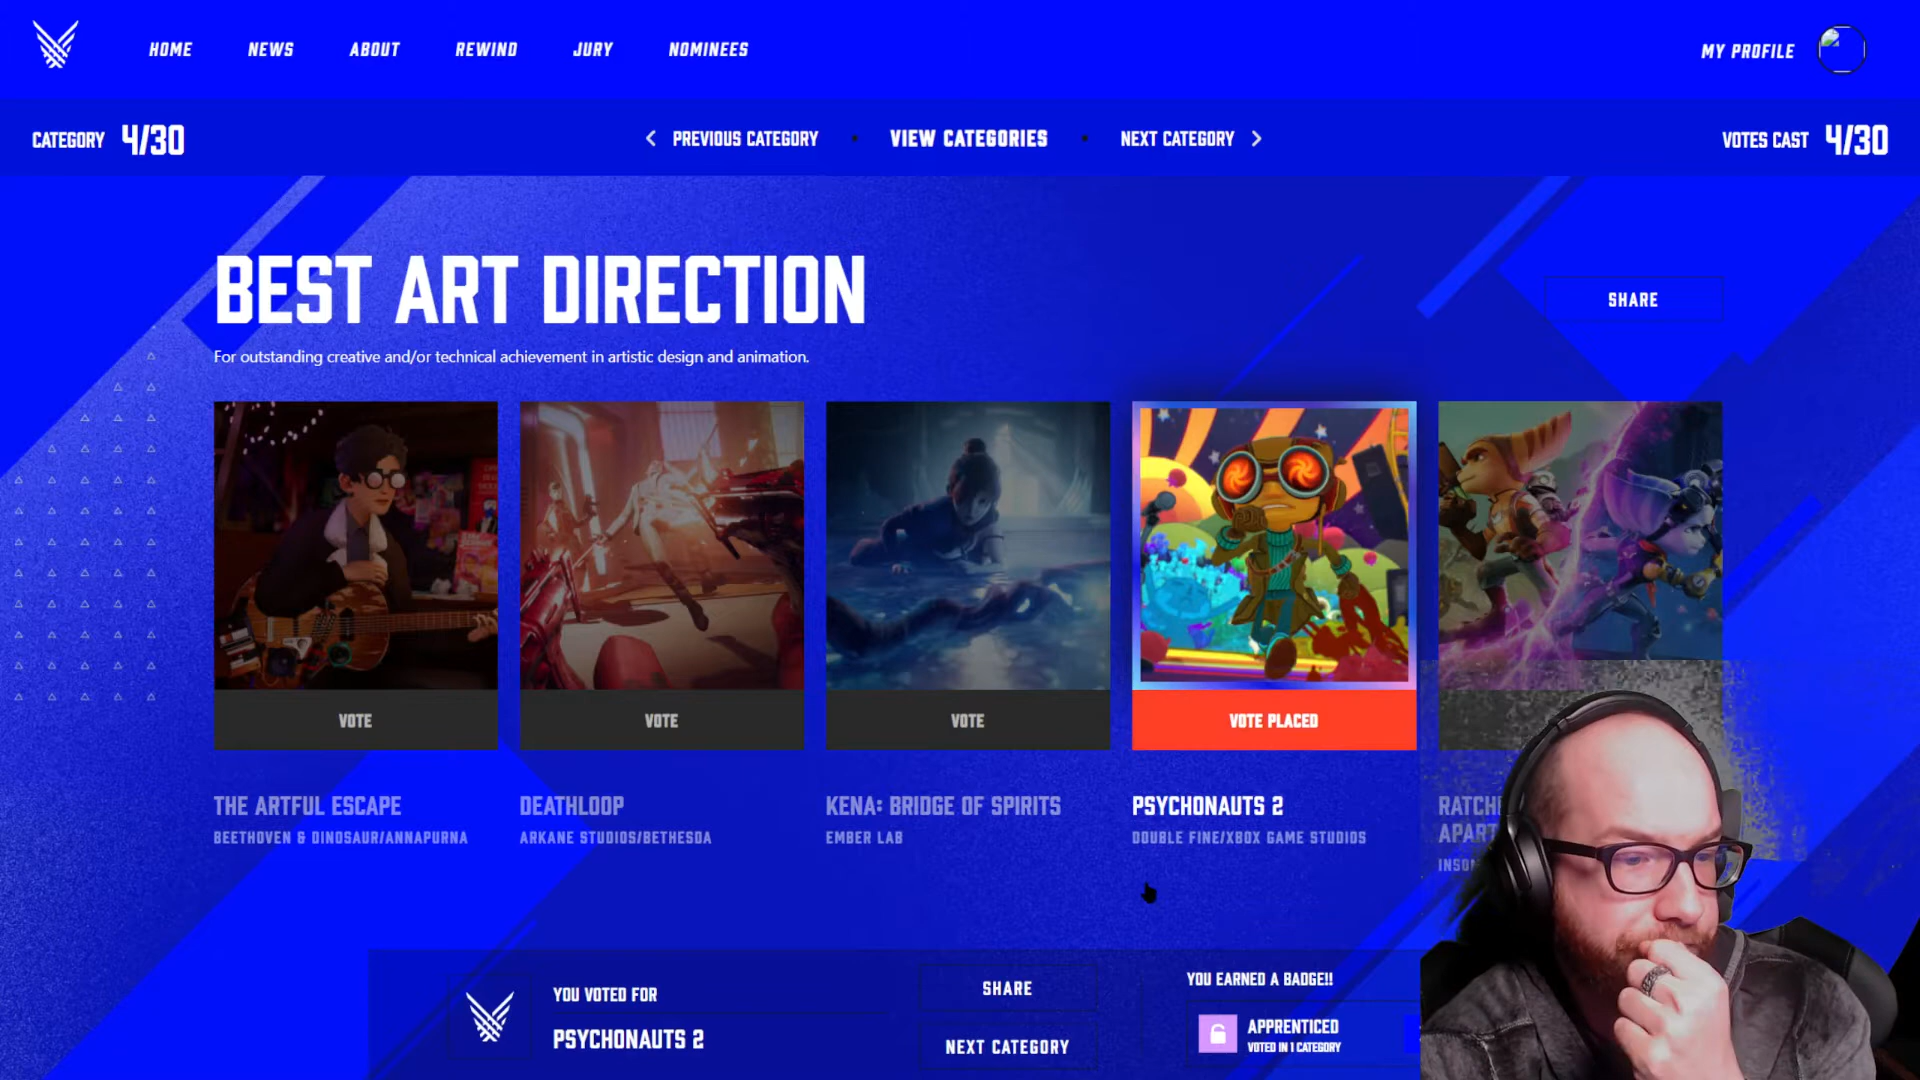 HOME NEWS ABOUT REWIND JURY NOMINEES MY PROFILE
CATEGORY 4/30 PREVIOUS CATEGORY • VIEW CATEGORIES • NEXT CATEGORY VOTES CAST 4/30
BEST ART DIRECTION
SHARE
For outstanding creative and/or technical achievement in artistic design and animation.
VOTE VOTE VOTE VOTE PLACED
THE ARTFUL ESCAPE
BEETHOVEN & DINOSAUR/ANNAPURNA
DEATHLOOP
ARKANE STUDIOS/BETHESDA
KENA: BRIDGE OF SPIRITS
EMBER LAB
PSYCHONAUTS 2
DOUBLE FINE/XBOX GAME STUDIOS
YOU VOTED FOR
PSYCHONAUTS 2
SHARE
NEXT CATEGORY
YOU EARNED A BADGE!!
APPRENTICED
VOTED IN 1 CATEGORY